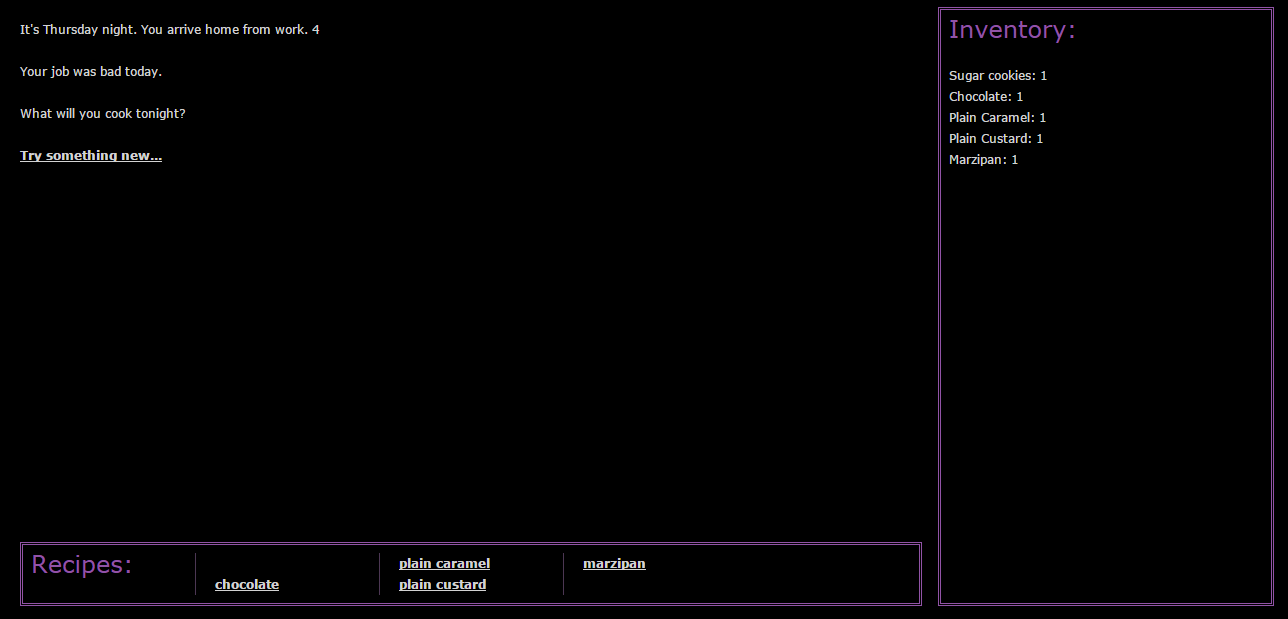 It's Thursday night. You arrive home from work. 4
Your job was bad today.
What will you cook tonight?
Try something new...
Inventory:
Sugar cookies: 1
Chocolate: 1
Plain Caramel: 1
Plain Custard: 1
Marzipan: 1
Recipes:
chocolate
plain caramel
plain custard
marzipan